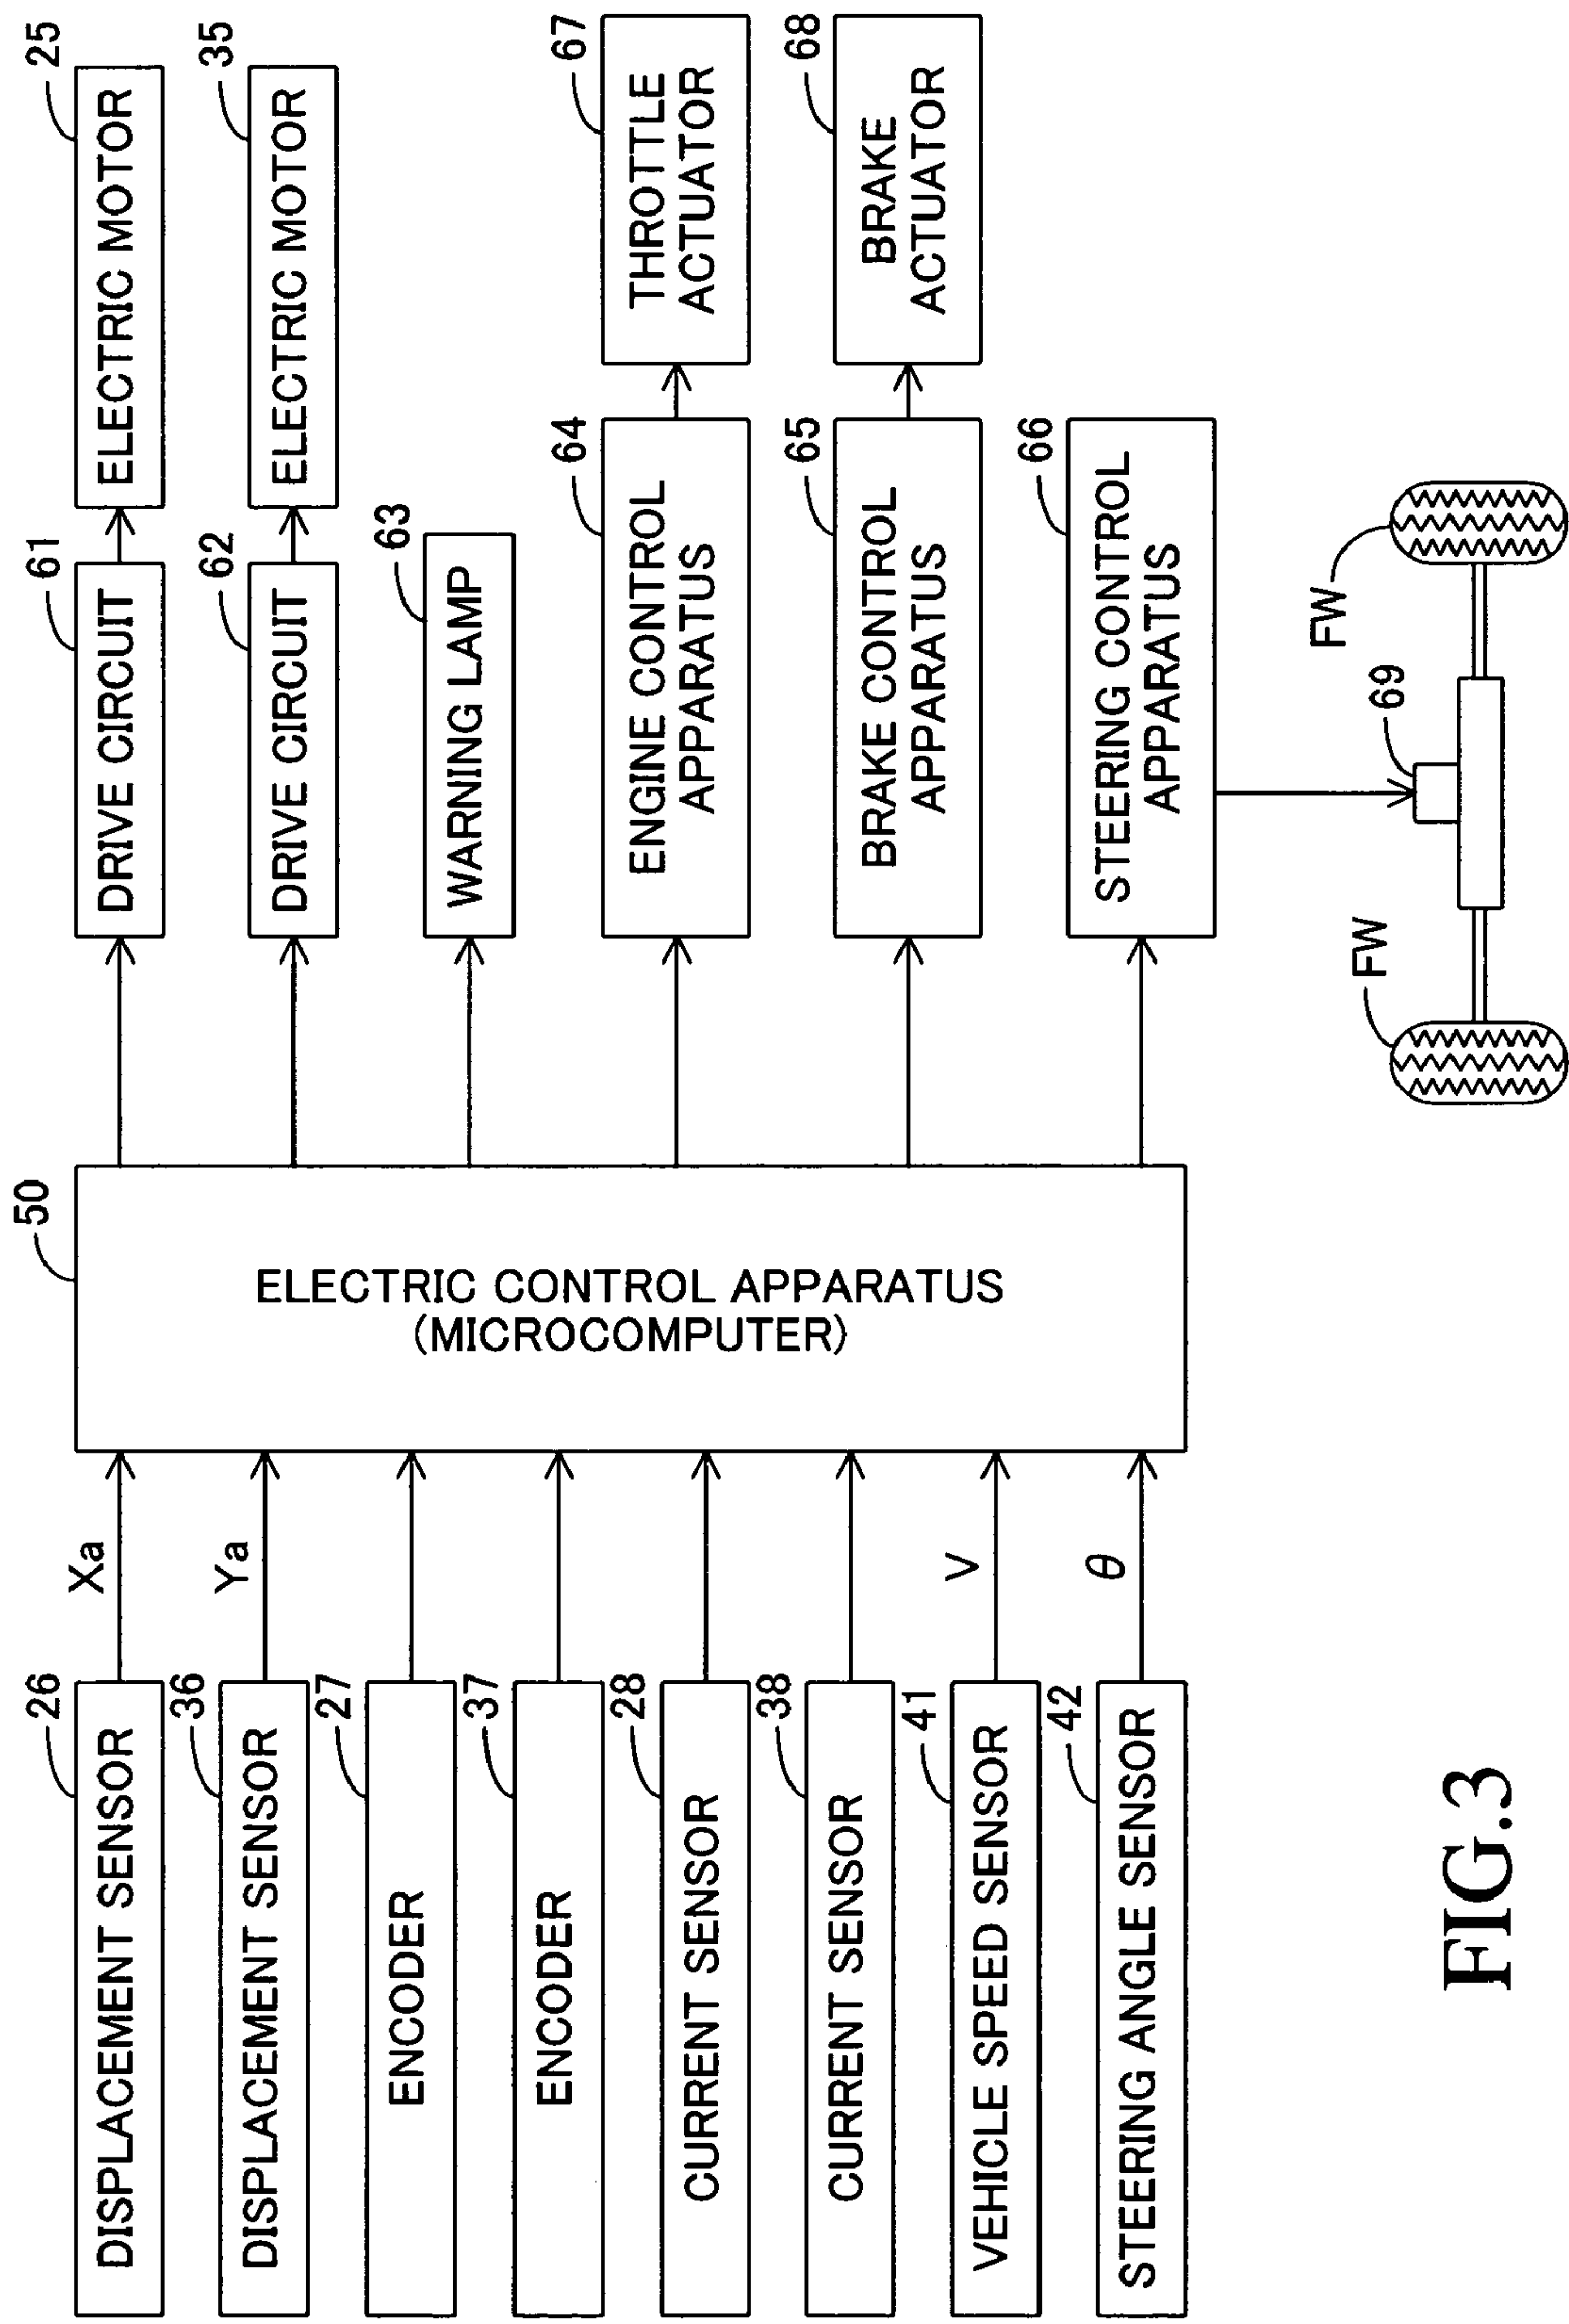 26
DISPLACEMENT SENSOR
Xa
36
DISPLACEMENT SENSOR
Ya
27
ENCODER
37
ENCODER
28
CURRENT SENSOR
38
CURRENT SENSOR
41
VEHICLE SPEED SENSOR
V
42
STEERING ANGLE SENSOR
θ
50
ELECTRIC CONTROL APPARATUS
(MICROCOMPUTER)
61
DRIVE CIRCUIT
25
ELECTRIC MOTOR
62
DRIVE CIRCUIT
35
ELECTRIC MOTOR
63
WARNING LAMP
64
ENGINE CONTROL
APPARATUS
67
THROTTLE
ACTUATOR
65
BRAKE CONTROL
APPARATUS
68
BRAKE
ACTUATOR
66
STEERING CONTROL
APPARATUS
FW
69
FW
FIG.3